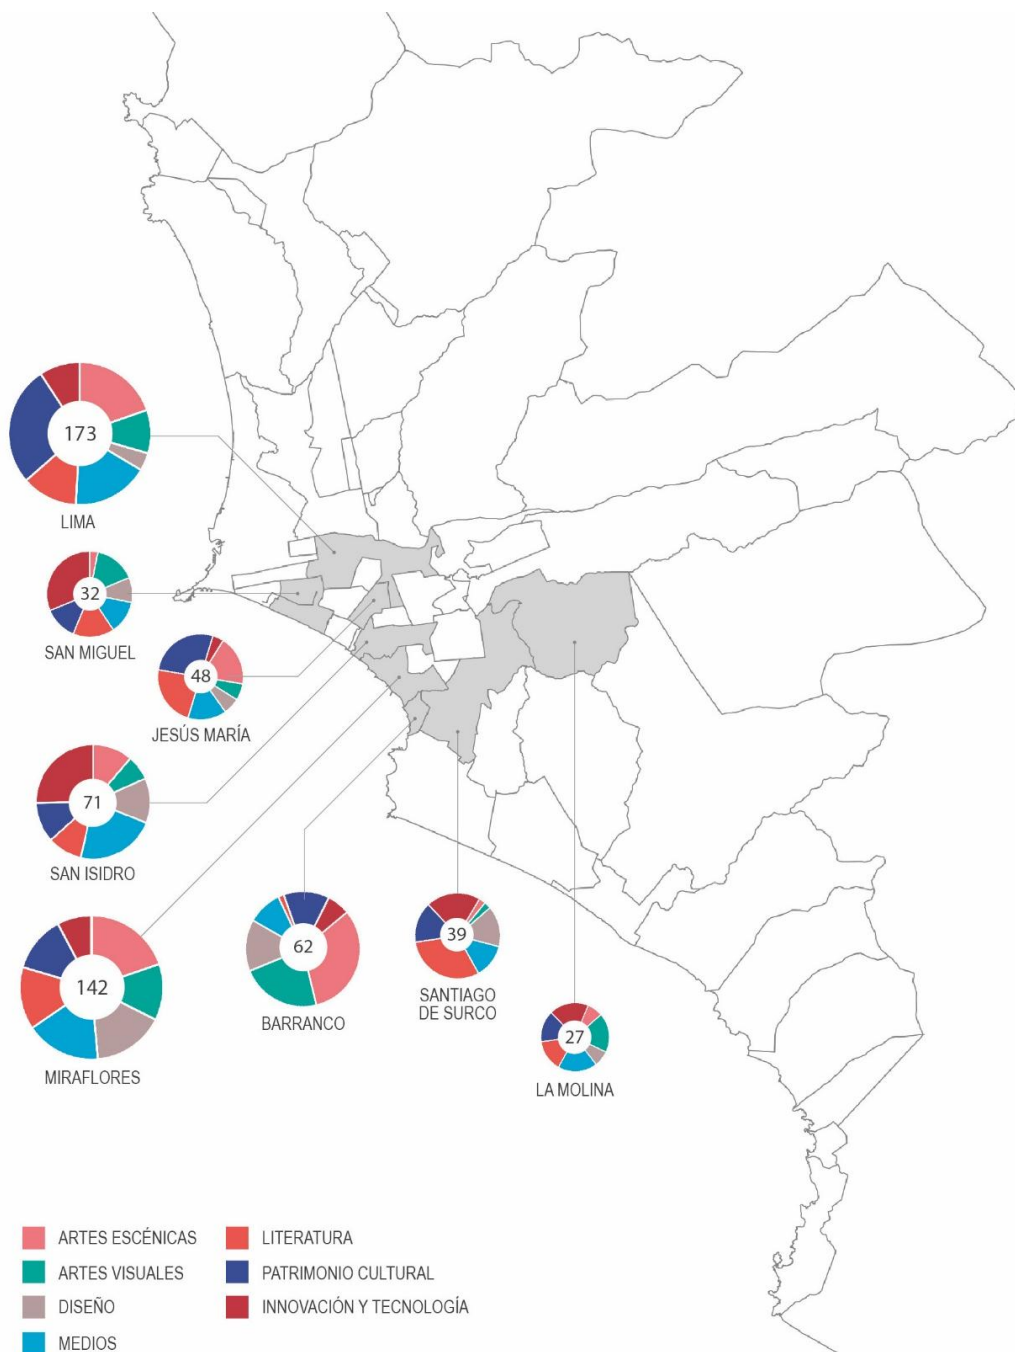 173
LIMA
32
SAN MIGUEL
48
JESÚS MARÍA
71
SAN ISIDRO
142
MIRAFLORES
62
BARRANCO
39
SANTIAGO
DE SURCO
27
LA MOLINA
ARTES ESCÉNICAS
ARTES VISUALES
DISEÑO
MEDIOS
LITERATURA
PATRIMONIO CULTURAL
INNOVACIÓN Y TECNOLOGÍA